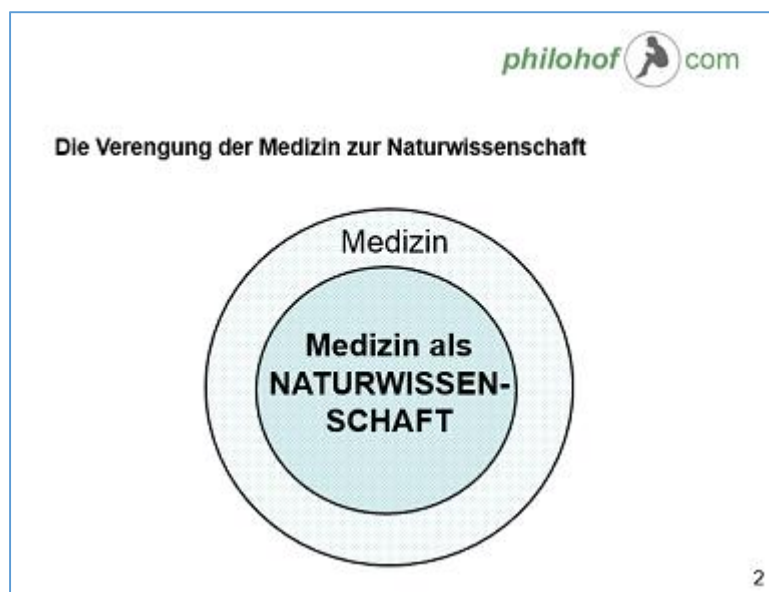 philohof com
Die Verengung der Medizin zur Naturwissenschaft
Medizin
Medizin als
NATURWISSEN-
SCHAFT
2